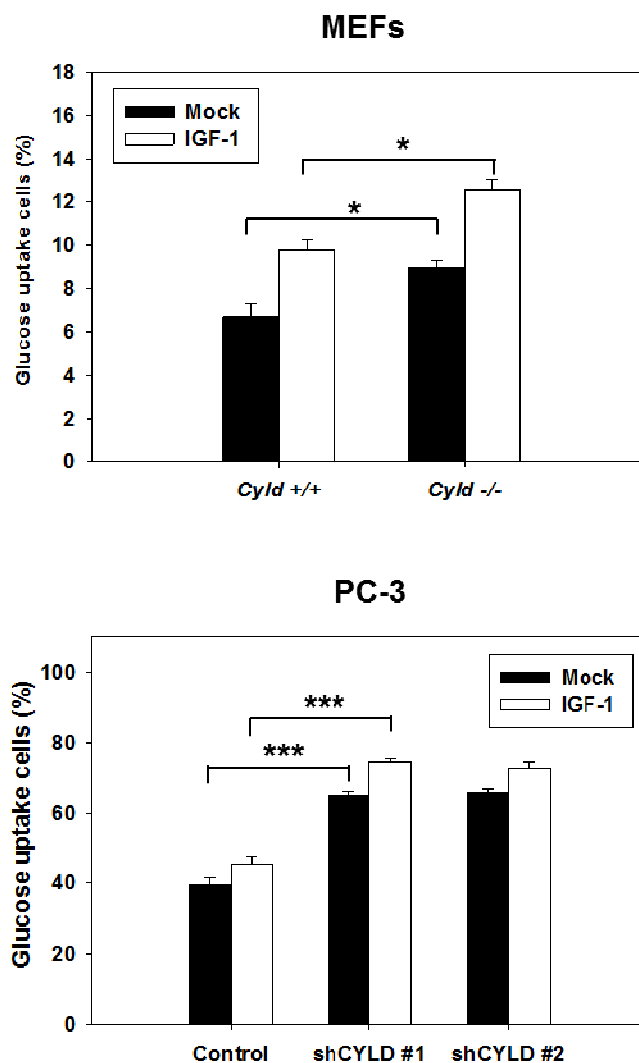 MEFs
18
16
14
12
10
8
6
4
2
0
Glucose uptake cells (%)
Mock
IGF-1
*
*
Cyld +/+ Cyld -/-
PC-3
100
80
60
40
20
0
Glucose uptake cells (%)
Mock
IGF-1
***
***
Control shCYLD #1 shCYLD #2